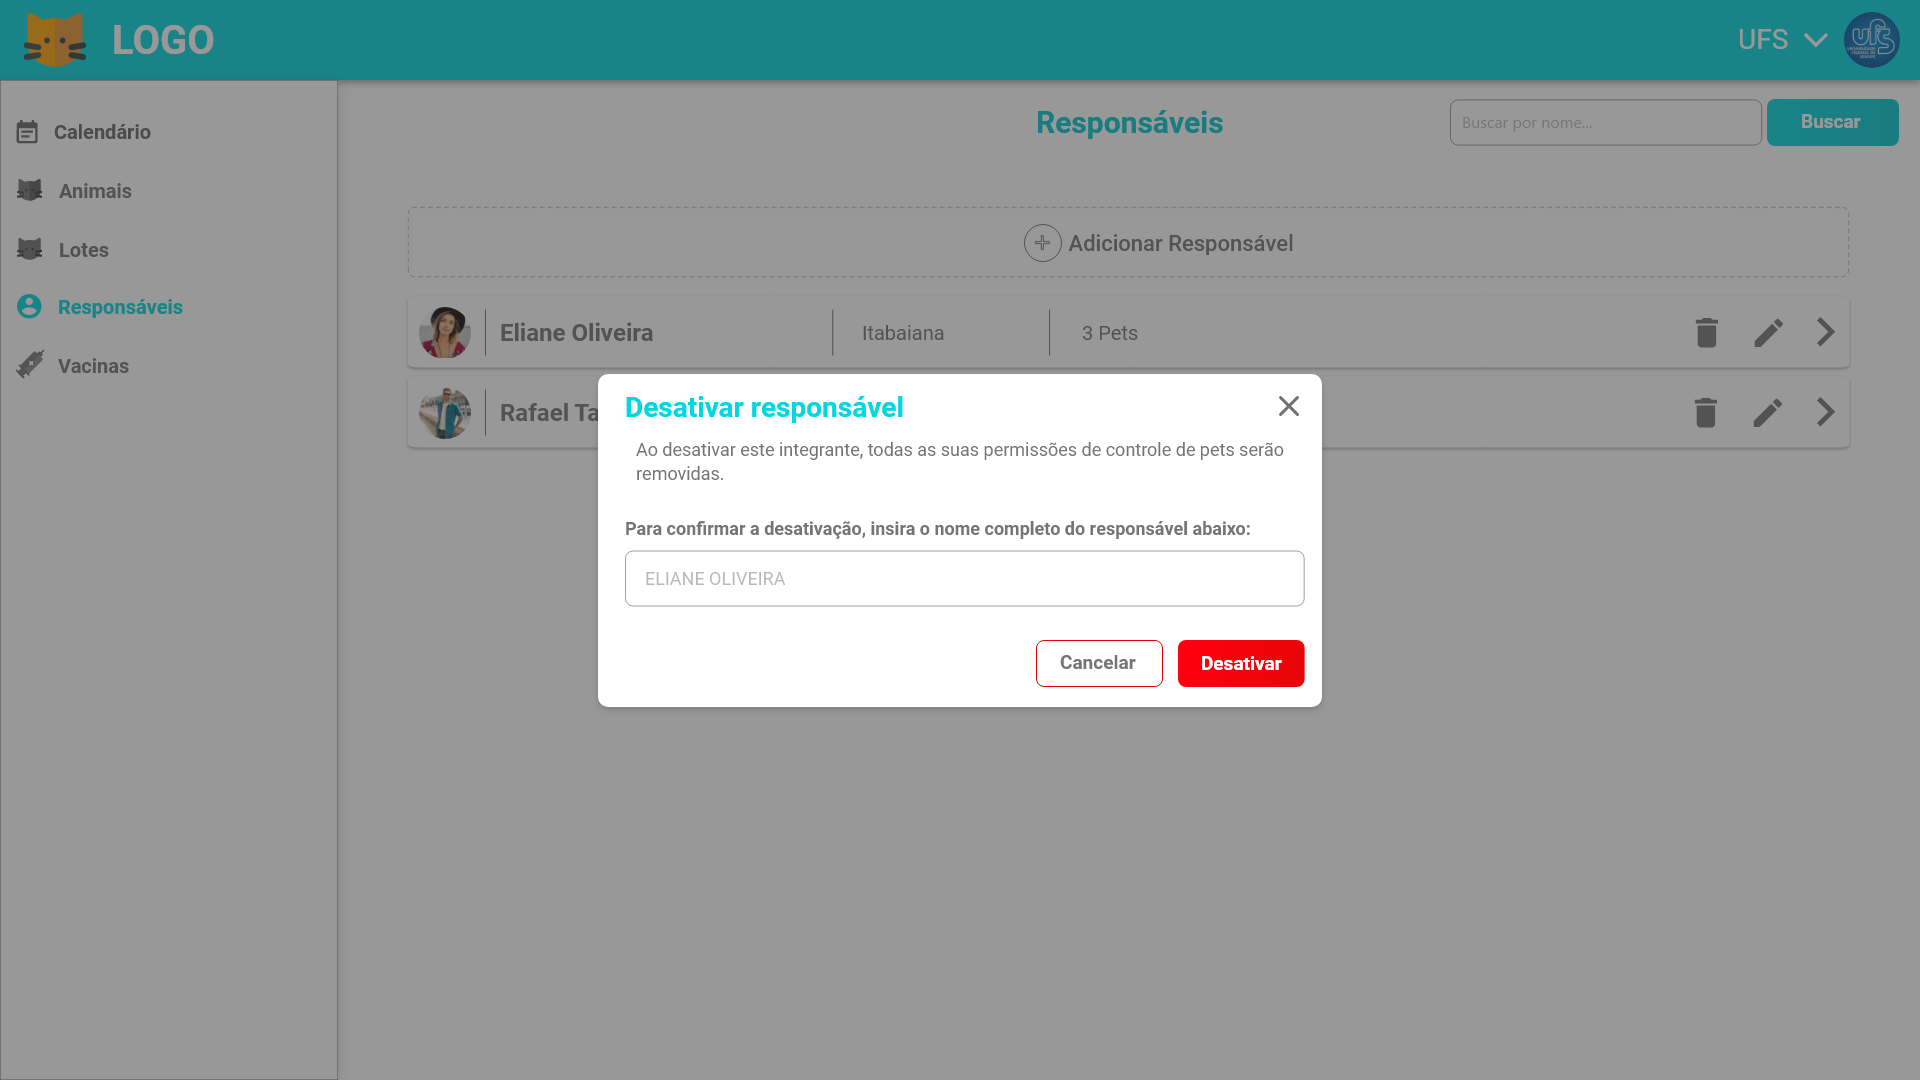 LOGO
UFS
Calendário
Animais
Lotes
Responsáveis
Vacinas
Responsáveis
Buscar por nome...
Buscar
Adicionar Responsável
Eliane Oliveira
Itabaiana
3 Pets
Rafael Ta
Desativar responsável
Ao desativar este integrante, todas as suas permissões de controle de pets serão
removidas.
Para confirmar a desativação, insira o nome completo do responsável abaixo:
ELIANE OLIVEIRA
Cancelar
Desativar